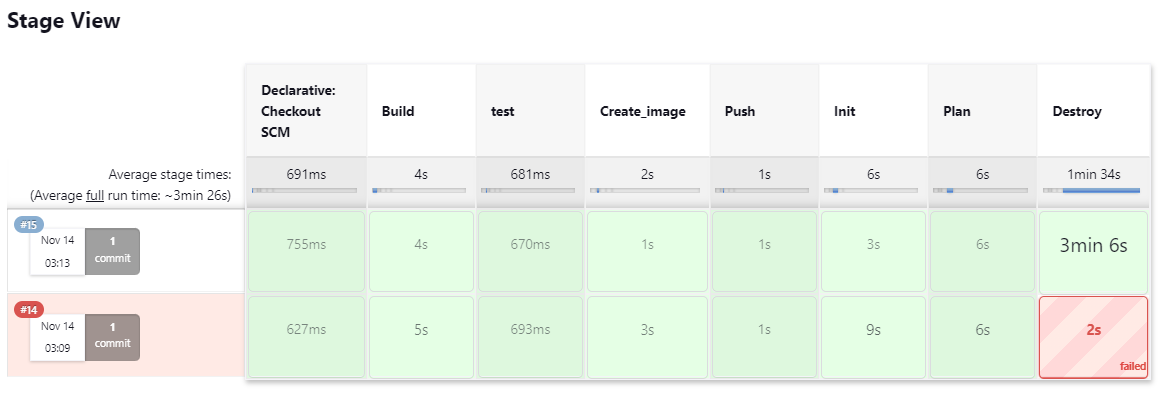 Stage View
Declarative:
Checkout
SCM
Build
test
Create_image
Push
Init
Plan
Destroy
Average stage times:
(Average full run time: ~3min 26s)
691ms
4s
681ms
2s
1s
6s
6s
1min 34s
#15
Nov 14
03:13
1
commit
755ms
4s
670ms
1s
1s
3s
6s
3min 6s
#14
Nov 14
03:09
1
commit
627ms
5s
693ms
3s
1s
9s
6s
2s
failed